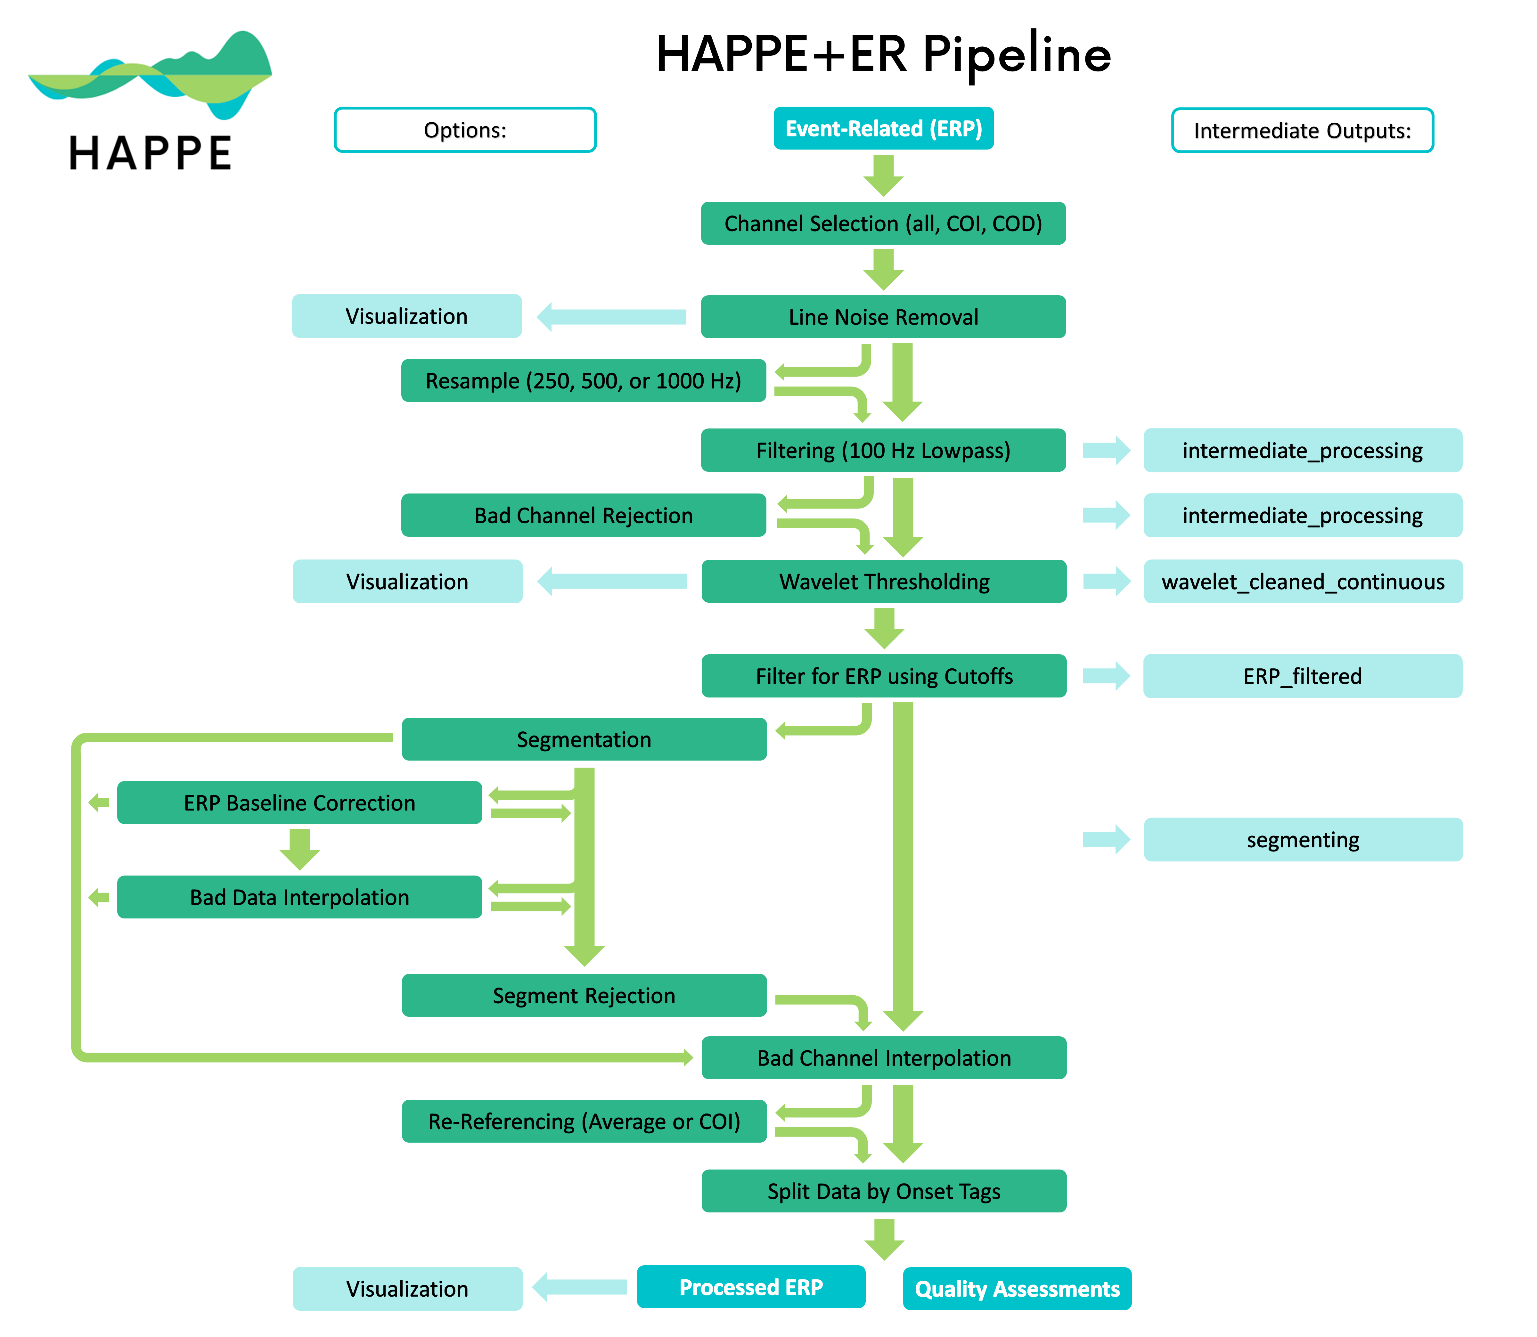 HAPPE+ER Pipeline
HAPPE
Options:
Event-Related (ERP)
Intermediate Outputs:
Channel Selection (all, COI, COD)
Visualization
Line Noise Removal
Resample (250, 500, or 1000 Hz)
Filtering (100 Hz Lowpass)
intermediate_processing
Bad Channel Rejection
intermediate_processing
Visualization
Wavelet Thresholding
wavelet_cleaned_continuous
Filter for ERP using Cutoffs
ERP_filtered
Segmentation
ERP Baseline Correction
segmenting
Bad Data Interpolation
Segment Rejection
Bad Channel Interpolation
Re-Referencing (Average or COI)
Split Data by Onset Tags
Visualization
Processed ERP
Quality Assessments